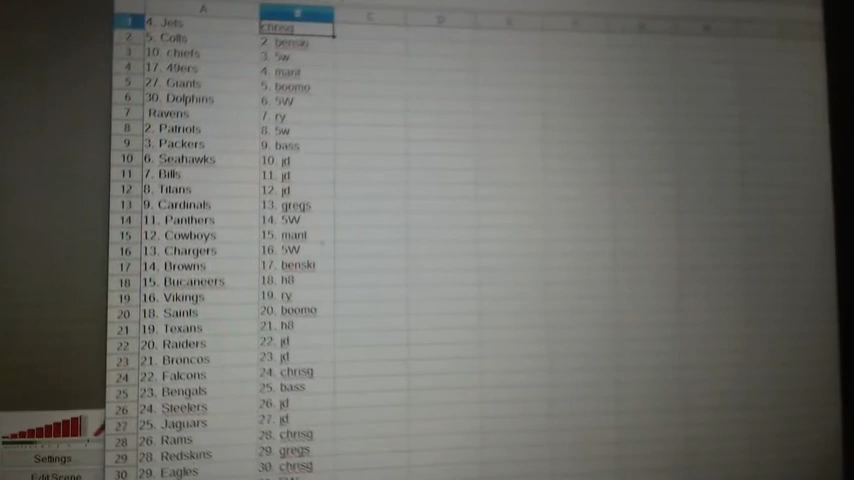 A
1 4. Jets chrisg
2 5. Colts 2. benski
3 10. chiefs 3. 5w
4 17. 49ers 4. mant
5 27. Giants 5. boomo
6 30. Dolphins 6. 5W
7 Ravens 7. ry
8 2. Patriots 8. 5w
9 3. Packers 9. bass
10 6. Seahawks 10. jd
11 7. Bills 11. jd
12 8. Titans 12. jd
13 9. Cardinals 13. gregs
14 11. Panthers 14. 5W
15 12. Cowboys 15. mant
16 13. Chargers 16. 5W
17 14. Browns 17. benski
18 15. Bucaneers 18. h8
19 16. Vikings 19. ry
20 18. Saints 20. boomo
21 19. Texans 21. h8
22 20. Raiders 22. jd
23 21. Broncos 23. jd
24 22. Falcons 24. chrisg
25 23. Bengals 25. bass
26 24. Steelers 26. jd
27 25. Jaguars 27. jd
28 26. Rams 28. chrisg
29 28. Redskins 29. gregs
30 29. Eagles 30. chrisg
Settings
Edit Scene